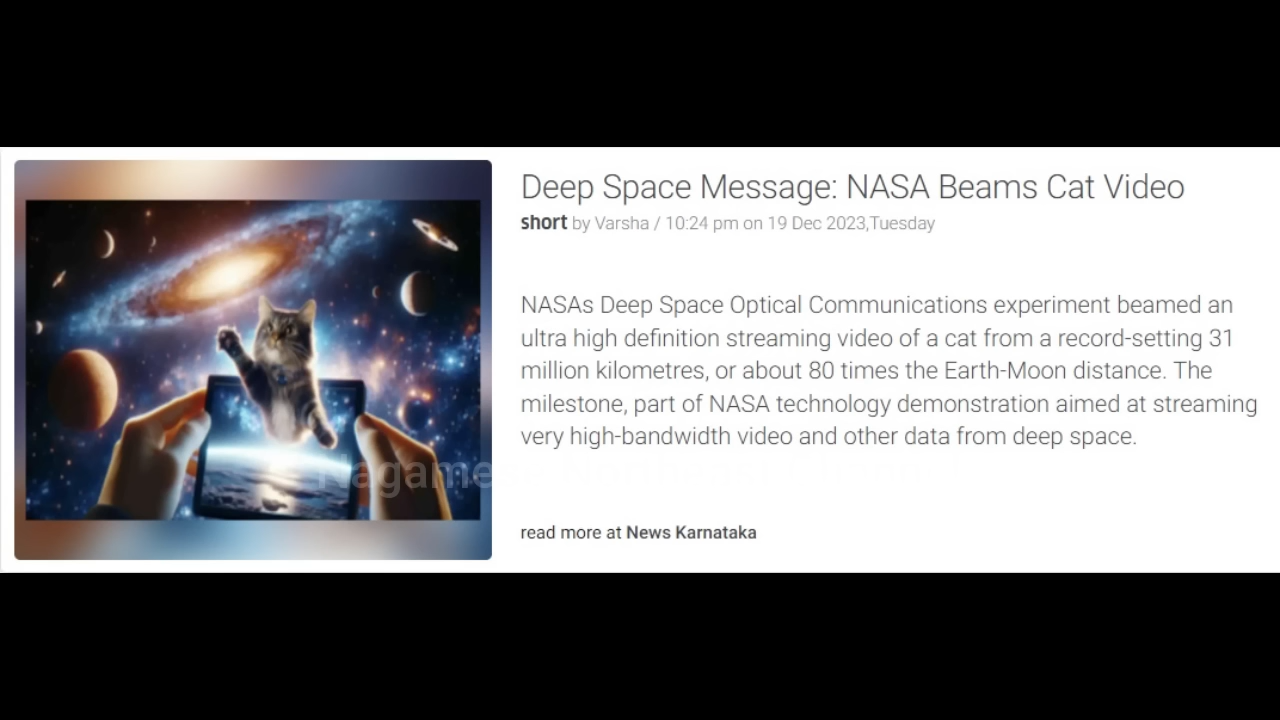 Deep Space Message: NASA Beams Cat Video
short by Varsha / 10:24 pm on 19 Dec 2023,Tuesday
NASAs Deep Space Optical Communications experiment beamed an
ultra high definition streaming video of a cat from a record-setting 31
million kilometres, or about 80 times the Earth-Moon distance. The
milestone, part of NASA technology demonstration aimed at streaming
very high-bandwidth video and other data from deep space.
read more at News Karnataka